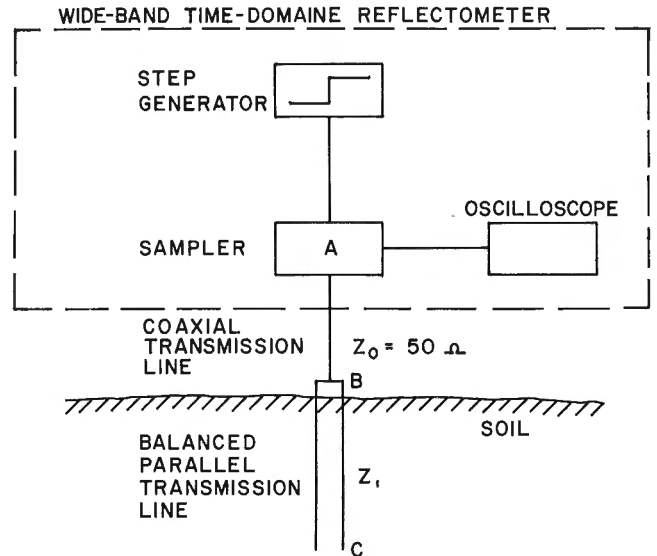 WIDE-BAND TIME-DOMAINE REFLECTOMETER
STEP
GENERATOR
OSCILLOSCOPE
SAMPLER
A
COAXIAL
TRANSMISSION
LINE
Z₀ = 50 Ω
B
SOIL
BALANCED
PARALLEL
TRANSMISSION
LINE
Z₁
C